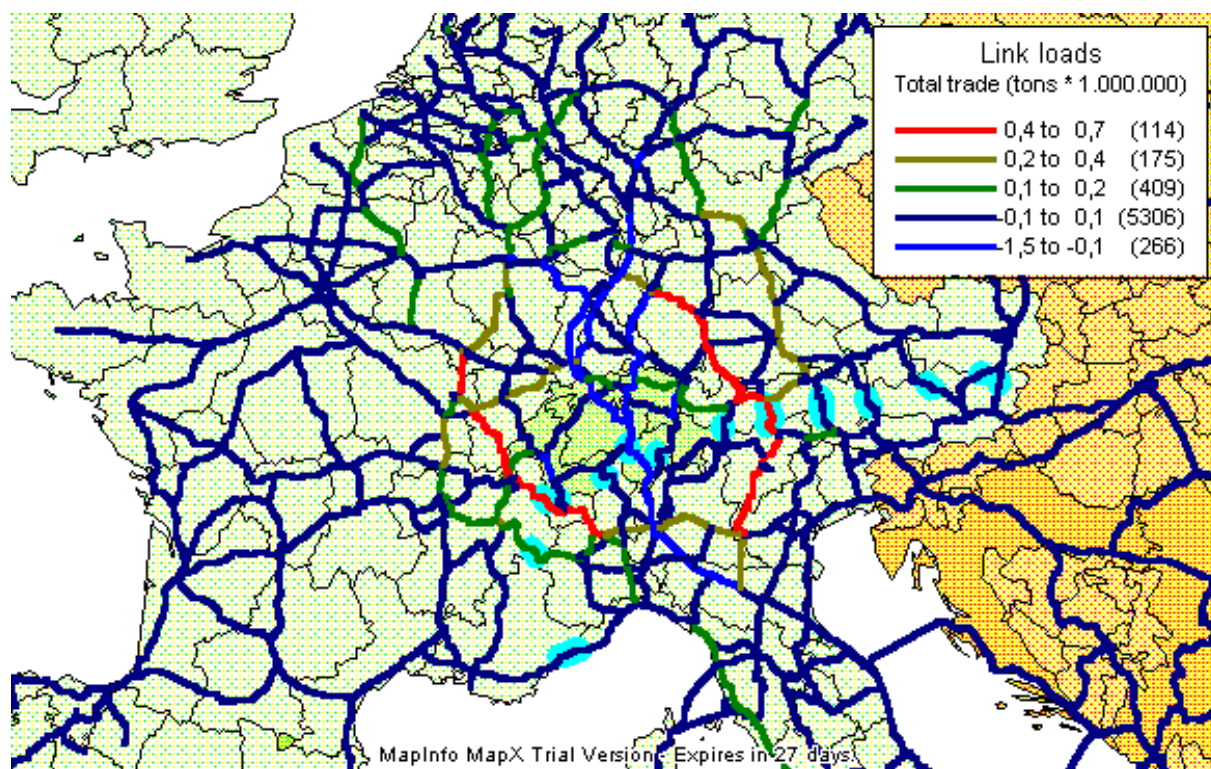 Link loads
Total trade (tons * 1.000.000)
0,4 to 0,7 (114)
0,2 to 0,4 (175)
0,1 to 0,2 (409)
-0,1 to 0,1 (5306)
-1,5 to -0,1 (266)
MapInfo MapX Trial Version - Expires in 27 days.